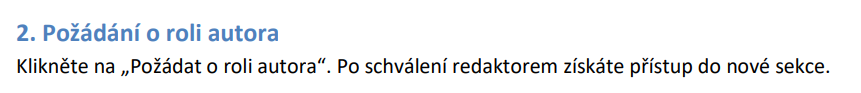 2. Požádání o roli autora
Klikněte na „Požádat o roli autora“. Po schválení redaktorem získáte přístup do nové sekce.